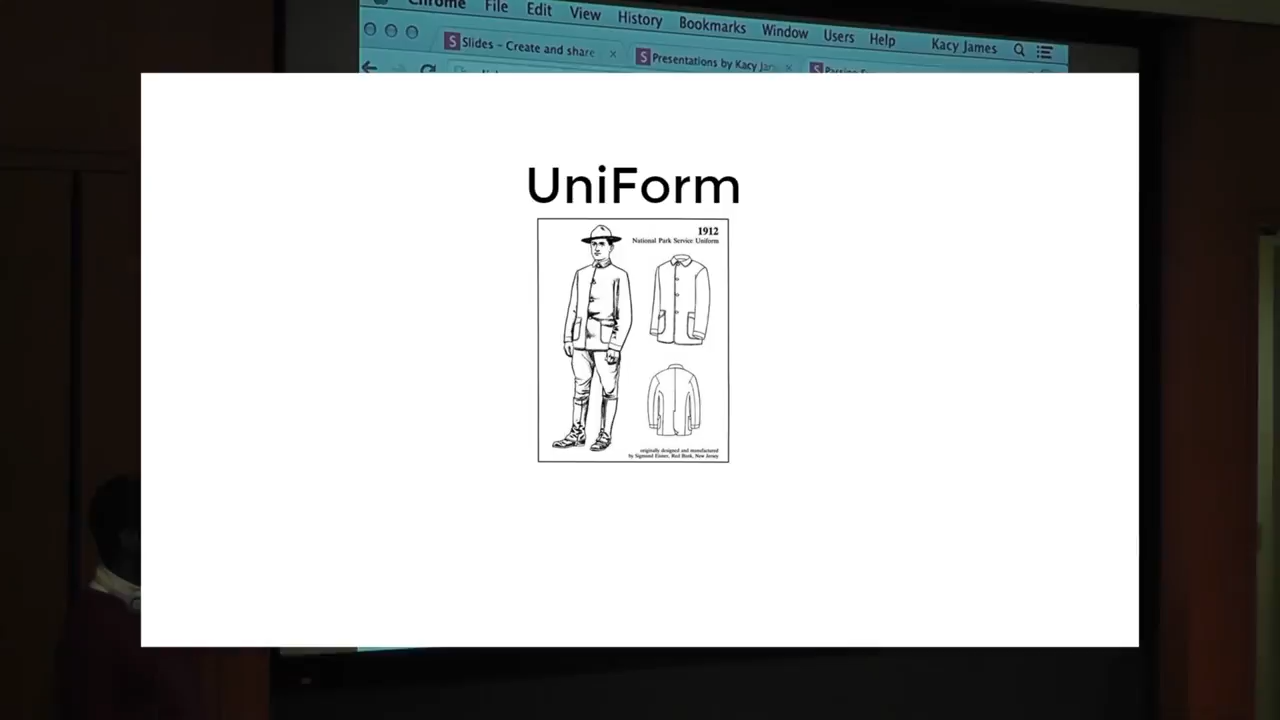 Chrome File Edit View History Bookmarks Window Users Help Kacy James
Slides - Create and share
Presentations by Kacy Jam
UniForm
1912
National Park Service Uniform
originally designed and manufactured
by Sigmund Eisner, Red Bank, New Jersey